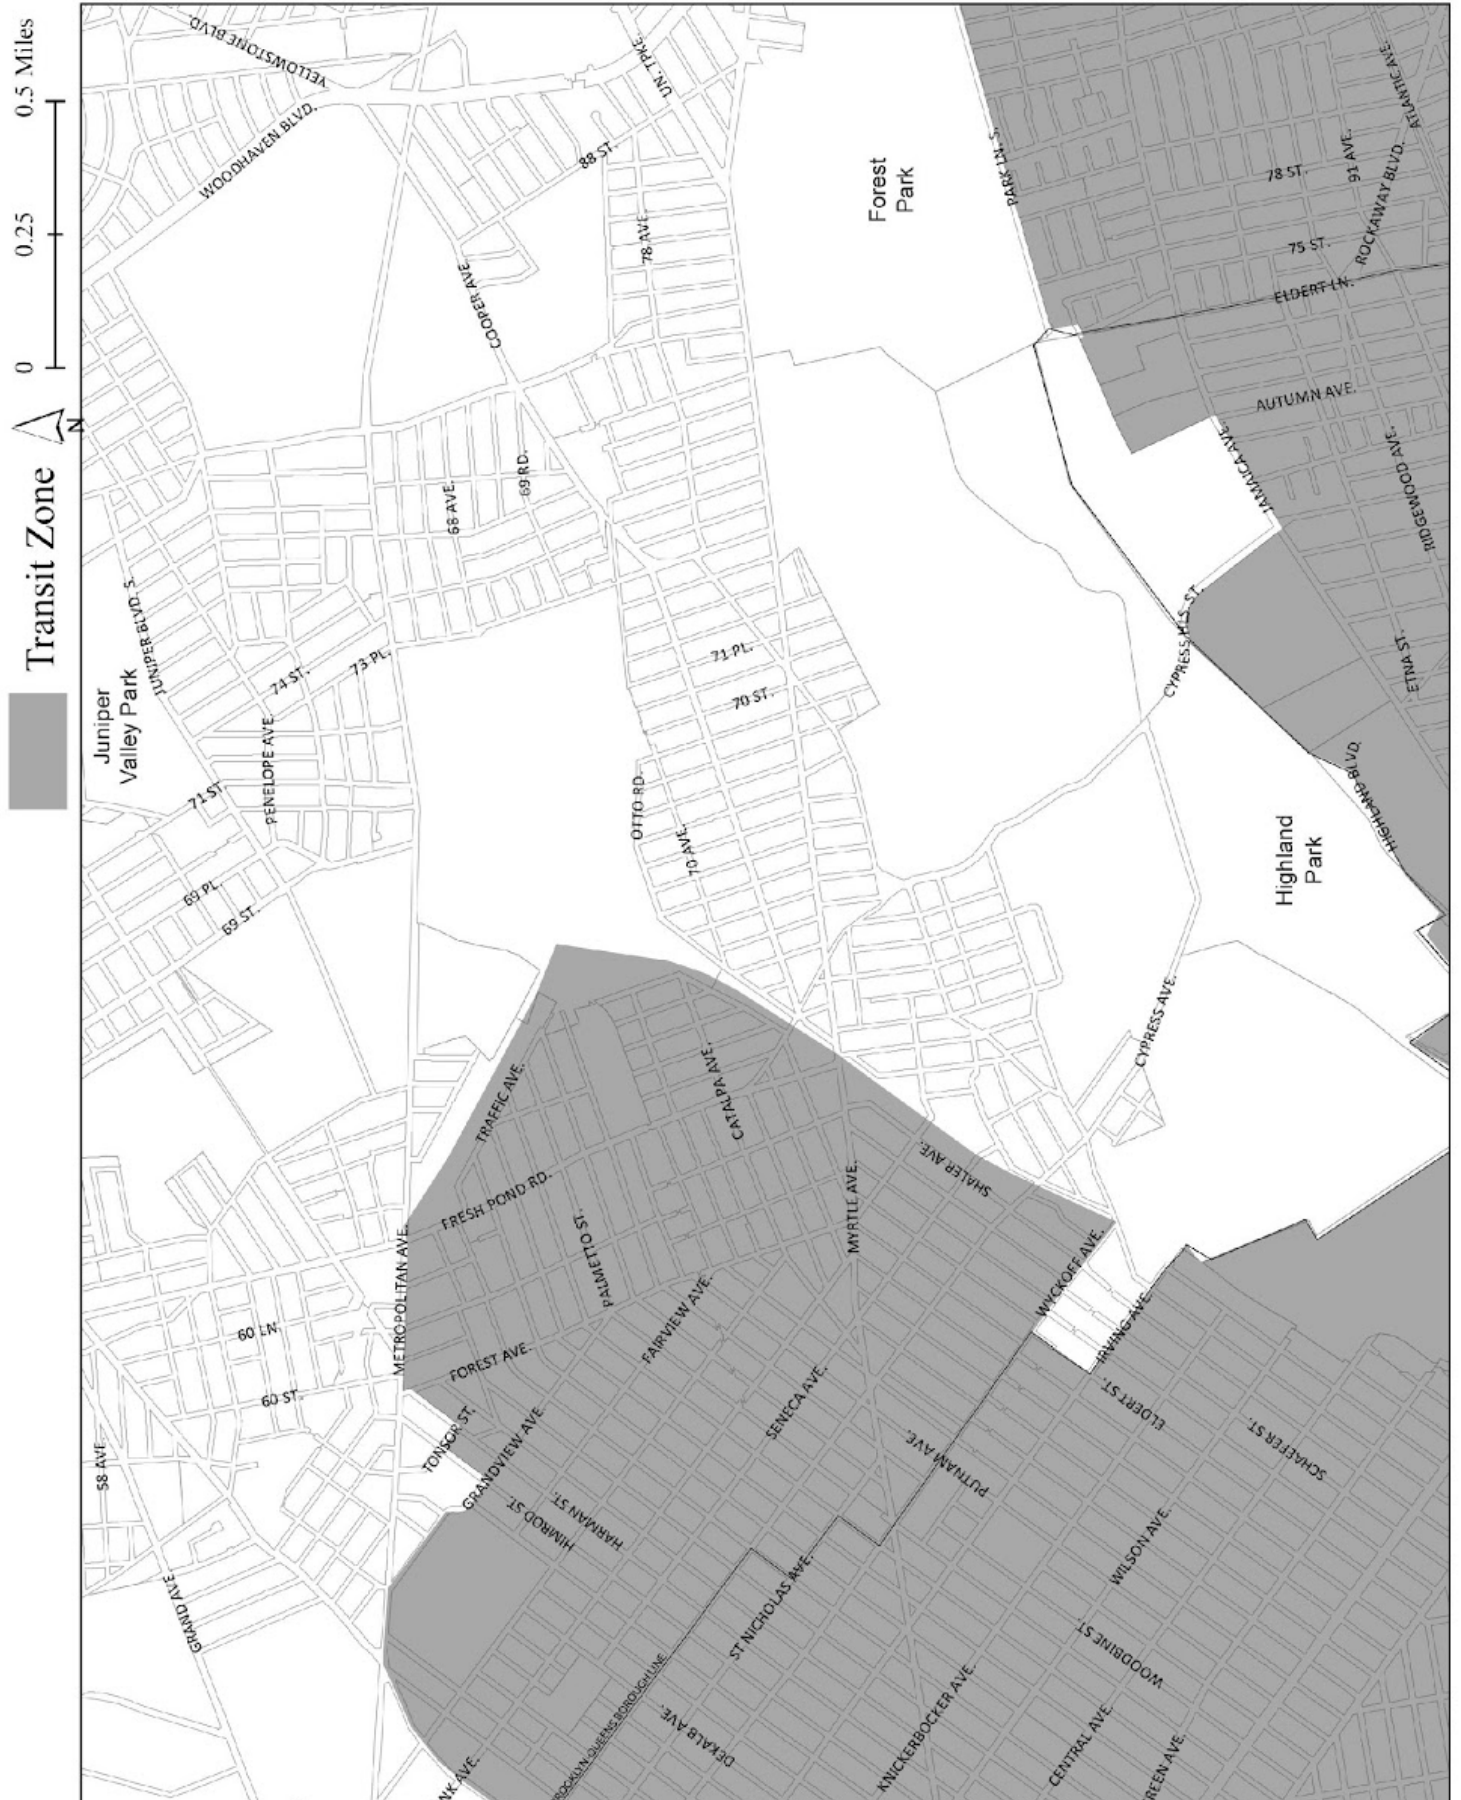 Transit Zone
N
0 0.25 0.5 Miles
YELLOWSTONE BLVD.
WOODHAVEN BLVD.
UN. TPKE.
88 ST.
78 AVE.
COOPER AVE.
Forest
Park
PARK LN. S.
ATLANTIC AVE.
91 AVE.
78 ST.
ROCKAWAY BLVD.
75 ST.
ELDERT LN.
AUTUMN AVE.
JAMAICA AVE.
RIDGEWOOD AVE.
69 RD.
68 AVE.
JUNIPER BLVD. S.
Juniper
Valley Park
74 ST.
73 PL.
PENELOPE AVE.
71 ST.
71 PL.
70 ST.
OTTO RD.
70 AVE.
CYPRESS HLS. ST.
ETNA ST.
HIGHLAND BLVD.
Highland
Park
69 PL.
69 ST.
CYPRESS AVE.
TRAFFIC AVE.
CATALPA AVE.
FRESH POND RD.
SHALER AVE.
MYRTLE AVE.
PALMETTO ST.
METROPOLITAN AVE.
WYCKOFF AVE.
IRVING AVE.
60 LN.
60 ST.
FAIRVIEW AVE.
FOREST AVE.
SENECA AVE.
ELDERT ST.
SCHAEFER ST.
58 AVE.
TONSOR ST.
GRANDVIEW AVE.
HIMROD ST.
HARMAN ST.
PUTNAM AVE.
WILSON AVE.
GRAND AVE.
ST NICHOLAS AVE.
WOODBINE ST.
ROOKLYN-QUEENS BOROUGH LINE
DEKALB AVE.
KNICKERBOCKER AVE.
CENTRAL AVE.
NK AVE.
REEN AVE.